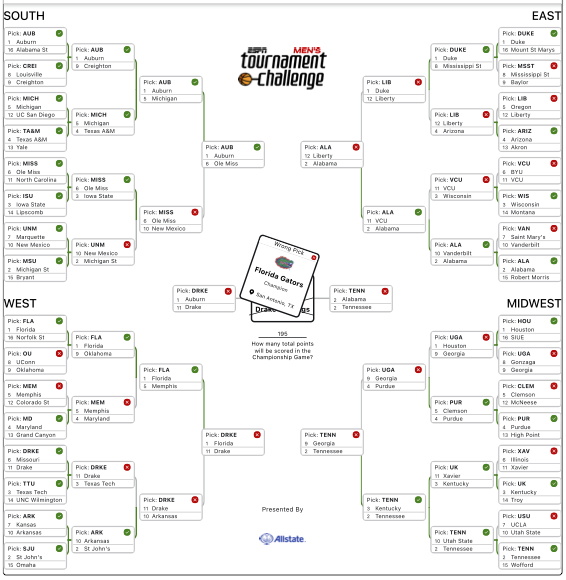 SOUTH
EAST
Pick: AUB
1 Auburn
16 Alabama St
Pick: CREI
8 Louisville
9 Creighton
Pick: MICH
5 Michigan
12 UC San Diego
Pick: TA&M
4 Texas A&M
13 Yale
Pick: MISS
6 Ole Miss
11 North Carolina
Pick: ISU
3 Iowa State
14 Lipscomb
Pick: UNM
7 Marquette
10 New Mexico
Pick: MSU
2 Michigan St
15 Bryant
Pick: AUB
1 Auburn
9 Creighton
Pick: MICH
5 Michigan
4 Texas A&M
Pick: MISS
6 Ole Miss
3 Iowa State
Pick: UNM
10 New Mexico
2 Michigan St
Pick: AUB
1 Auburn
5 Michigan
Pick: MISS
6 Ole Miss
10 New Mexico
Pick: AUB
1 Auburn
6 Ole Miss
ESPN MEN'S
tournament
challenge
Pick: ALA
12 Liberty
2 Alabama
Pick: LIB
1 Duke
12 Liberty
Pick: ALA
11 VCU
2 Alabama
Pick: DUKE
1 Duke
8 Mississippi St
Pick: LIB
12 Liberty
4 Arizona
Pick: VCU
11 VCU
3 Wisconsin
Pick: ALA
10 Vanderbilt
2 Alabama
Pick: DUKE
1 Duke
16 Mount St Marys
Pick: MSST
8 Mississippi St
9 Baylor
Pick: LIB
5 Oregon
12 Liberty
Pick: ARIZ
4 Arizona
13 Akron
Pick: VCU
6 BYU
11 VCU
Pick: WIS
3 Wisconsin
14 Montana
Pick: VAN
7 Saint Mary's
10 Vanderbilt
Pick: ALA
2 Alabama
15 Robert Morris
Pick: DRKE
1 Auburn
11 Drake
Wrong Pick
Florida Gators
Champion
San Antonio, TX
Pick: TENN
2 Alabama
2 Tennessee
195
How many total points
will be scored in the
Championship Game?
WEST
MIDWEST
Pick: FLA
1 Florida
16 Norfolk St
Pick: OU
8 UConn
9 Oklahoma
Pick: MEM
5 Memphis
12 Colorado St
Pick: MD
4 Maryland
13 Grand Canyon
Pick: DRKE
6 Missouri
11 Drake
Pick: TTU
3 Texas Tech
14 UNC Wilmington
Pick: ARK
7 Kansas
10 Arkansas
Pick: SJU
2 St John's
15 Omaha
Pick: FLA
1 Florida
9 Oklahoma
Pick: MEM
5 Memphis
4 Maryland
Pick: DRKE
11 Drake
3 Texas Tech
Pick: ARK
10 Arkansas
2 St John's
Pick: FLA
1 Florida
5 Memphis
Pick: DRKE
11 Drake
10 Arkansas
Pick: DRKE
1 Florida
11 Drake
Presented By
Allstate
Pick: TENN
9 Georgia
2 Tennessee
Pick: UGA
9 Georgia
4 Purdue
Pick: TENN
3 Kentucky
2 Tennessee
Pick: UGA
1 Houston
9 Georgia
Pick: PUR
5 Clemson
4 Purdue
Pick: UK
11 Xavier
3 Kentucky
Pick: TENN
10 Utah State
2 Tennessee
Pick: HOU
1 Houston
16 SIUE
Pick: UGA
8 Gonzaga
9 Georgia
Pick: CLEM
5 Clemson
12 McNeese
Pick: PUR
4 Purdue
13 High Point
Pick: XAV
6 Illinois
11 Xavier
Pick: UK
3 Kentucky
14 Troy
Pick: USU
7 UCLA
10 Utah State
Pick: TENN
2 Tennessee
15 Wofford